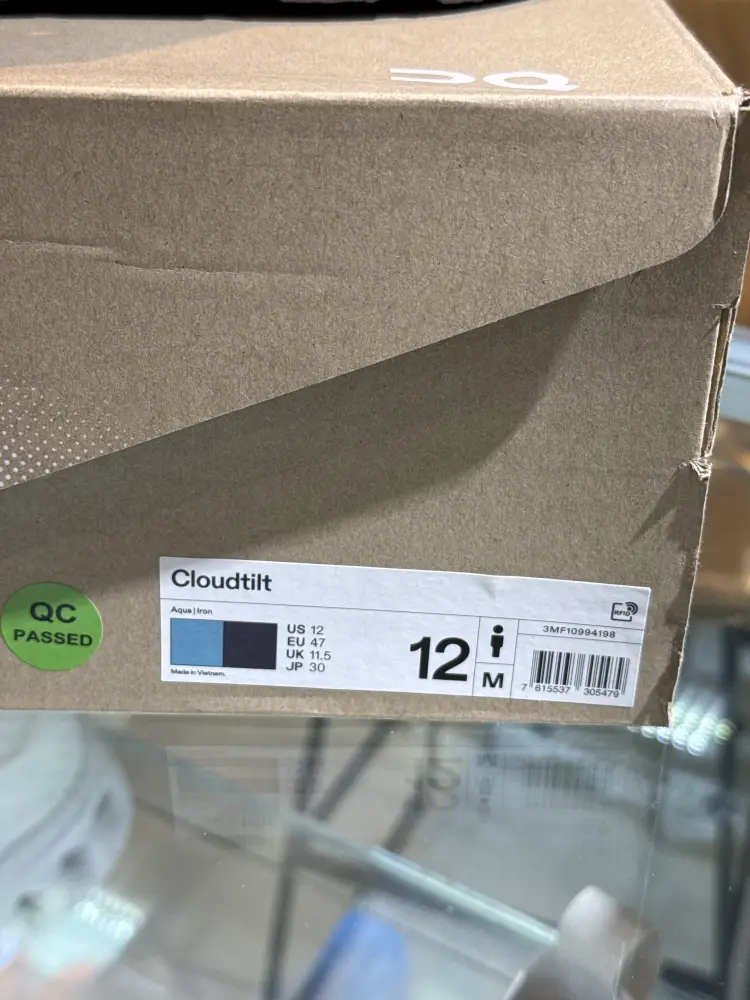 on
QC
PASSED
Cloudtilt
Aqua | Iron
US 12
EU 47
UK 11.5
JP 30
Made in Vietnam.
12
M
RFID
3MF10994198
7 615537 305479